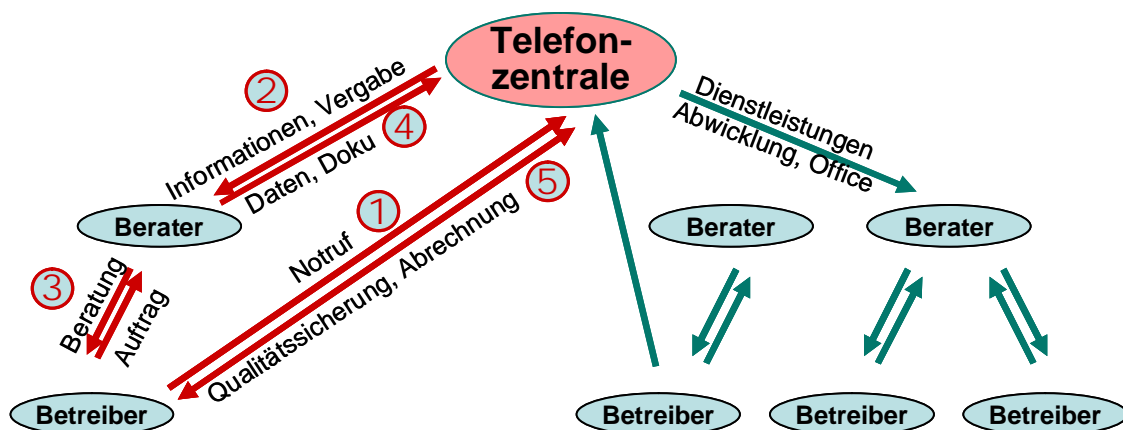 Telefon-
zentrale
2
Informationen, Vergabe
4
Daten, Doku
Dienstleistungen
Abwicklung, Office
1
Notruf
5
Qualitätssicherung, Abrechnung
Berater
Berater
Berater
3
Beratung
Auftrag
Betreiber
Betreiber
Betreiber
Betreiber